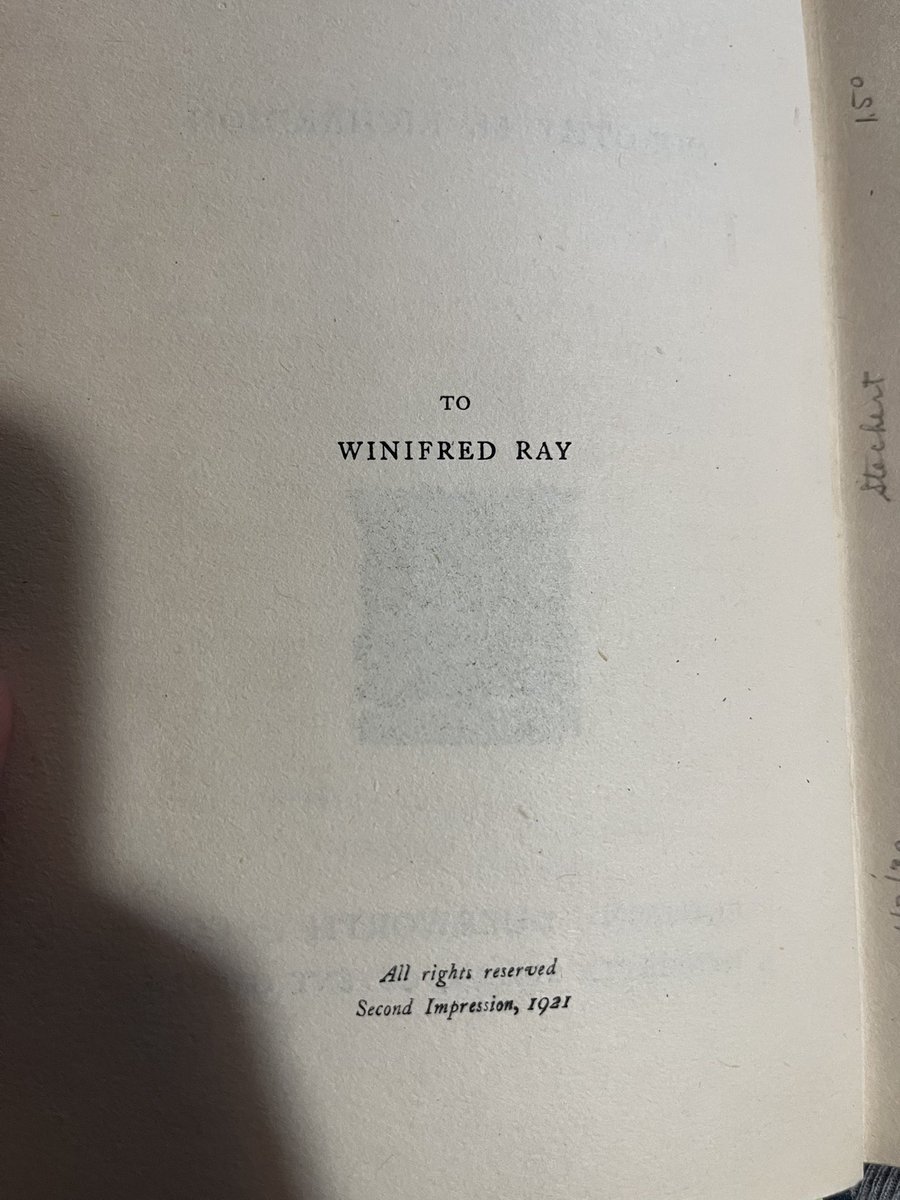 TO
WINIFRED RAY
All rights reserved
Second Impression, 1921
1.50
Stechert